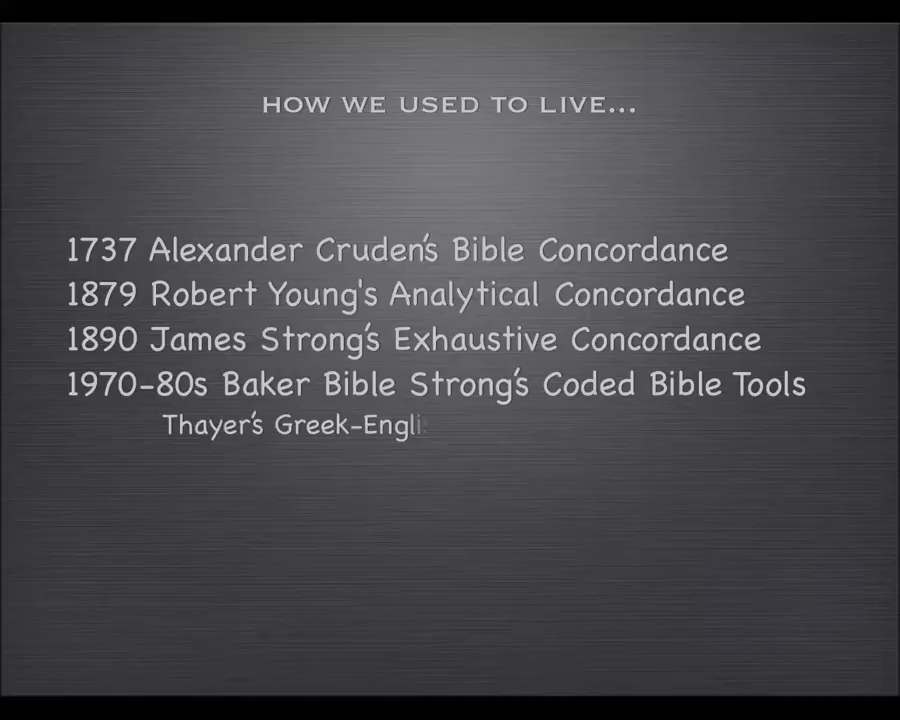 HOW WE USED TO LIVE...
1737 Alexander Cruden's Bible Concordance
1879 Robert Young's Analytical Concordance
1890 James Strong's Exhaustive Concordance
1970-80s Baker Bible Strong's Coded Bible Tools
Thayer's Greek-Engli